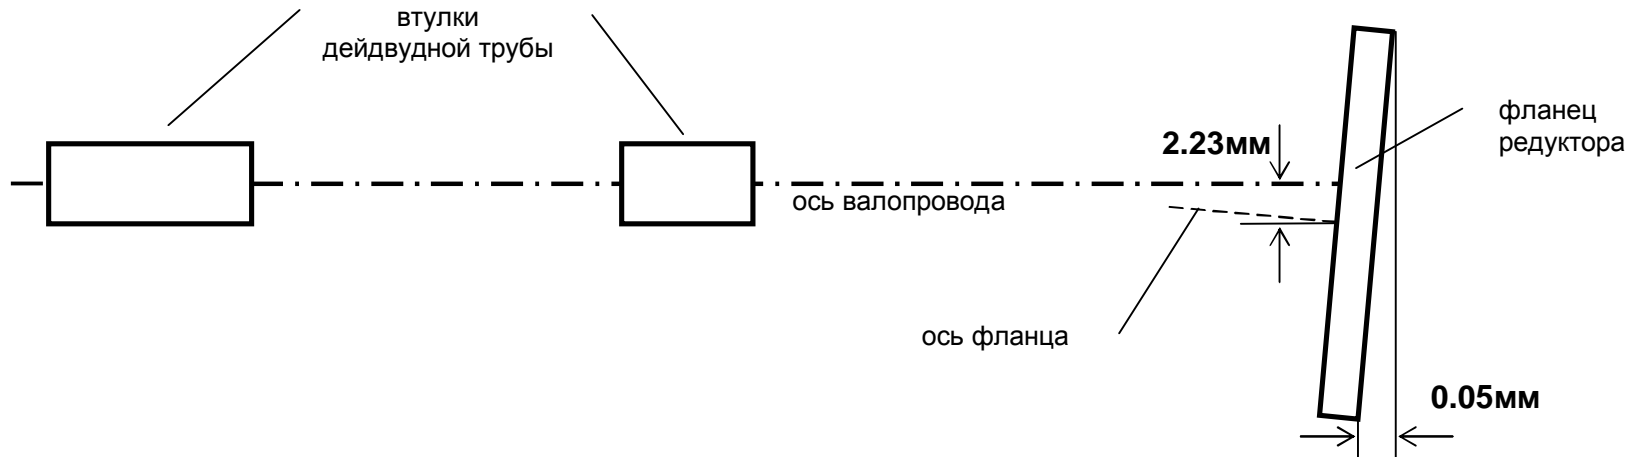 втулки
дейдвудной трубы
фланец
редуктора
2.23мм
ось валопровода
ось фланца
0.05мм